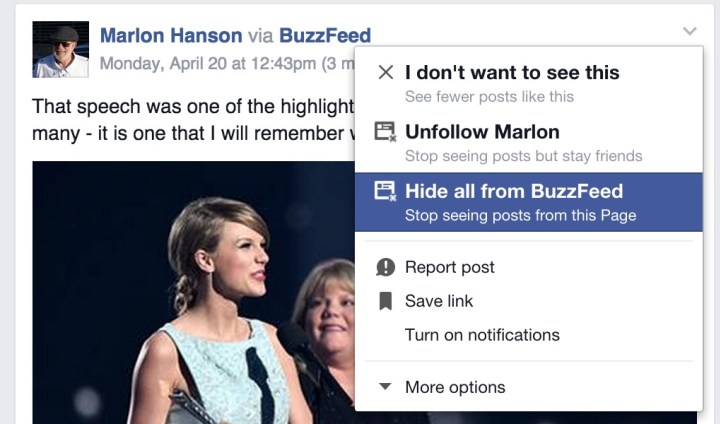 Marlon Hanson via BuzzFeed
Monday, April 20 at 12:43pm (3 m
That speech was one of the highlight
many - it is one that I will remember
I don't want to see this
See fewer posts like this
Unfollow Marlon
Stop seeing posts but stay friends
Hide all from BuzzFeed
Stop seeing posts from this Page
Report post
Save link
Turn on notifications
More options